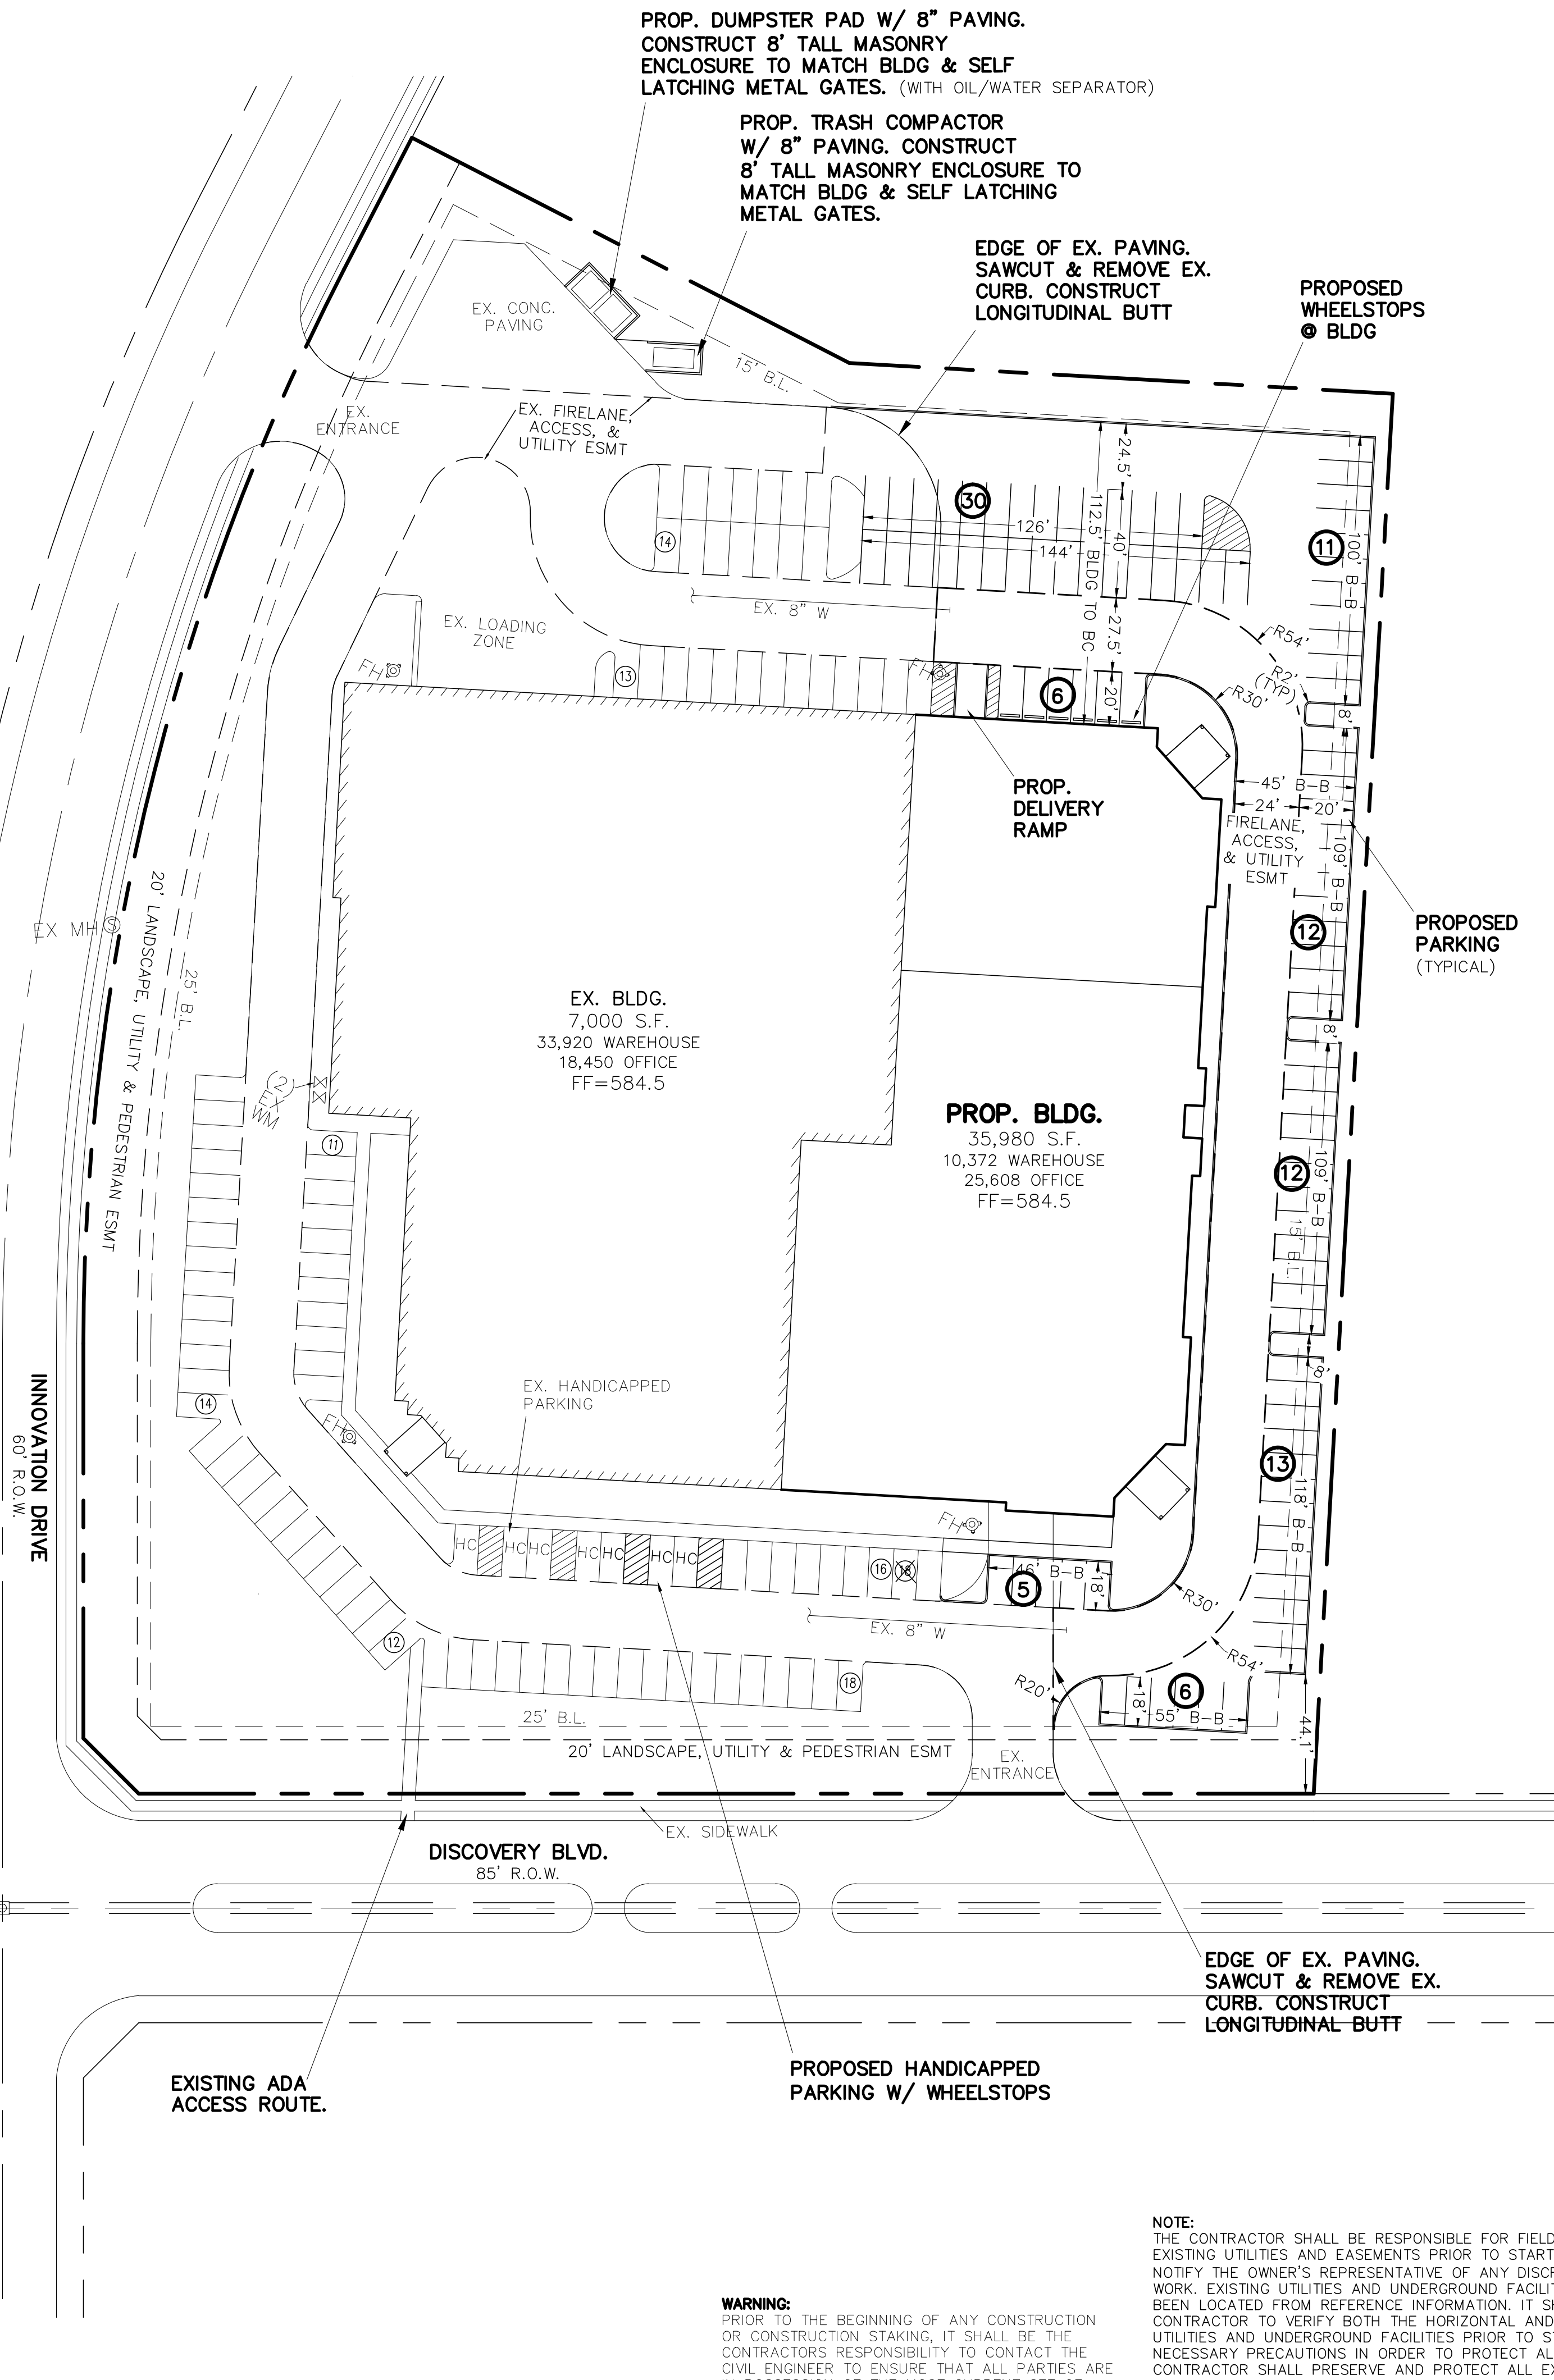 PROP. DUMPSTER PAD W/ 8" PAVING.
CONSTRUCT 8' TALL MASONRY
ENCLOSURE TO MATCH BLDG & SELF
LATCHING METAL GATES. (WITH OIL/WATER SEPARATOR)
PROP. TRASH COMPACTOR
W/ 8" PAVING. CONSTRUCT
8' TALL MASONRY ENCLOSURE TO
MATCH BLDG & SELF LATCHING
METAL GATES.
EDGE OF EX. PAVING.
SAWCUT & REMOVE EX.
CURB. CONSTRUCT
LONGITUDINAL BUTT
PROPOSED
WHEELSTOPS
@ BLDG
EX. CONC.
PAVING
15' B.L.
EX.
ENTRANCE
EX. FIRELANE,
ACCESS, &
UTILITY ESMT
24.5'
30
14
126'
144'
112.5' BLDG TO BC
40'
11
100' B-B
EX. 8" W
27.5'
EX. LOADING
ZONE
FH
13
FH
6
20'
R54'
R2'
(TYP)
R30'
8'
PROP.
DELIVERY
RAMP
45' B-B
24'
20'
FIRELANE,
ACCESS,
& UTILITY
ESMT
109' B-B
12
PROPOSED
PARKING
(TYPICAL)
8'
EX MH S
20' LANDSCAPE, UTILITY & PEDESTRIAN ESMT
25' B.L.
EX. BLDG.
7,000 S.F.
33,920 WAREHOUSE
18,450 OFFICE
FF=584.5
(2)
EX
WM
11
PROP. BLDG.
35,980 S.F.
10,372 WAREHOUSE
25,608 OFFICE
FF=584.5
12
109' B-B
15' B.L.
8'
INNOVATION DRIVE
60' R.O.W.
14
FH
EX. HANDICAPPED
PARKING
13
118' B-B
FH
HC
HC
HC
HC
HC
HC
HC
16
18
46' B-B
5
18'
R30'
EX. 8" W
12
18
R54'
R20'
6
18'
55' B-B
44.1'
25' B.L.
20' LANDSCAPE, UTILITY & PEDESTRIAN ESMT
EX.
ENTRANCE
EX. SIDEWALK
DISCOVERY BLVD.
85' R.O.W.
EDGE OF EX. PAVING.
SAWCUT & REMOVE EX.
CURB. CONSTRUCT
LONGITUDINAL BUTT
EXISTING ADA
ACCESS ROUTE.
PROPOSED HANDICAPPED
PARKING W/ WHEELSTOPS
NOTE:
THE CONTRACTOR SHALL BE RESPONSIBLE FOR FIELD
EXISTING UTILITIES AND EASEMENTS PRIOR TO START
NOTIFY THE OWNER'S REPRESENTATIVE OF ANY DISCR
WORK. EXISTING UTILITIES AND UNDERGROUND FACILIT
BEEN LOCATED FROM REFERENCE INFORMATION. IT SH
CONTRACTOR TO VERIFY BOTH THE HORIZONTAL AND
UTILITIES AND UNDERGROUND FACILITIES PRIOR TO ST
NECESSARY PRECAUTIONS IN ORDER TO PROTECT AL
CONTRACTOR SHALL PRESERVE AND PROTECT ALL EX
WARNING:
PRIOR TO THE BEGINNING OF ANY CONSTRUCTION
OR CONSTRUCTION STAKING, IT SHALL BE THE
CONTRACTORS RESPONSIBILITY TO CONTACT THE
CIVIL ENGINEER TO ENSURE THAT ALL PARTIES ARE